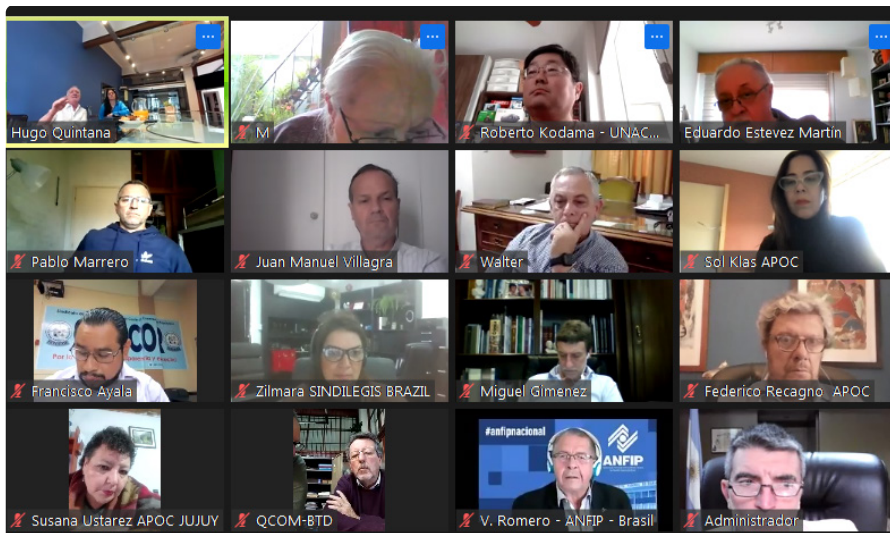 Hugo Quintana
M
Roberto Kodama - UNAC...
Eduardo Estevez Martin
Pablo Marrero
Juan Manuel Villagra
Walter
Sol Klas APOC
Francisco Ayala
Zilmara SINDILEGIS BRAZIL
Miguel Gimenez
Federico Recagno APOC
#anfipnacional
ANFIP
Susana Ustarez APOC JUJUY
QCOM-BTD
V. Romero - ANFIP - Brasil
Administrador